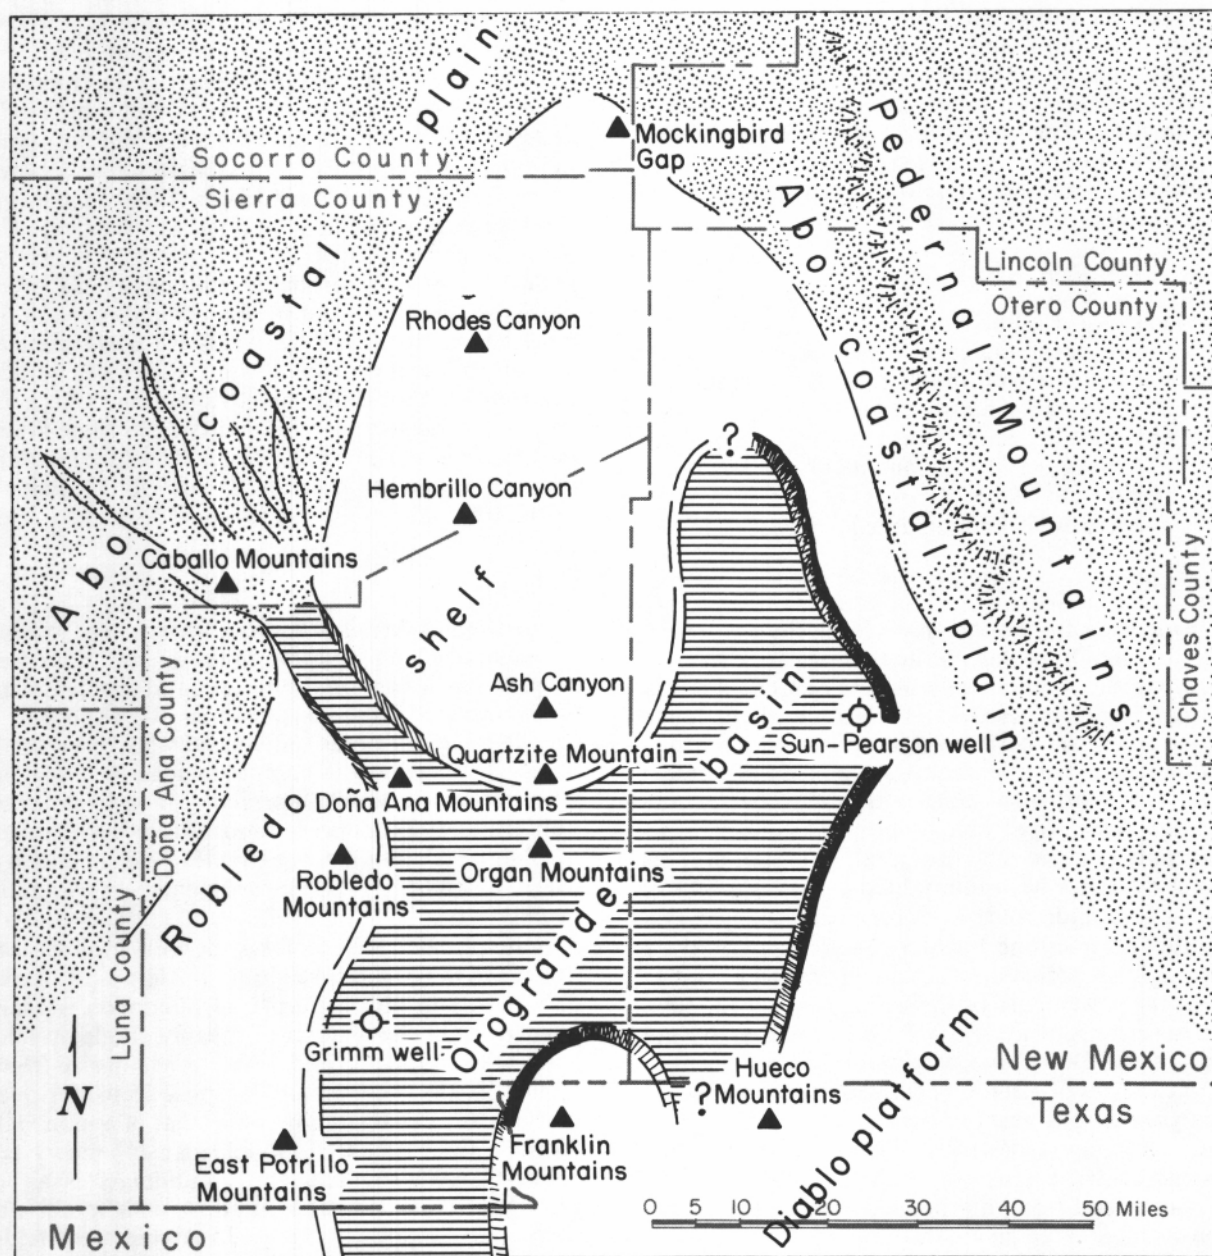 Abo coastal plain
Pedernal Mountains
Mockingbird
Gap
Socorro County
Sierra County
Abo coastal plain
Lincoln County
Otero County
Rhodes Canyon
Hembrillo Canyon
Caballo Mountains
Robledo shelf
Chaves County
Doña Ana County
Ash Canyon
Quartzite Mountain
Sun-Pearson well
Doña Ana Mountains
Orogrande basin
Organ Mountains
Robledo
Mountains
Luna County
Grimm well
?
?
Hueco
Mountains
New Mexico
Texas
N
Franklin
Mountains
Diablo platform
East Potrillo
Mountains
0 5 10 20 30 40 50 Miles
Mexico